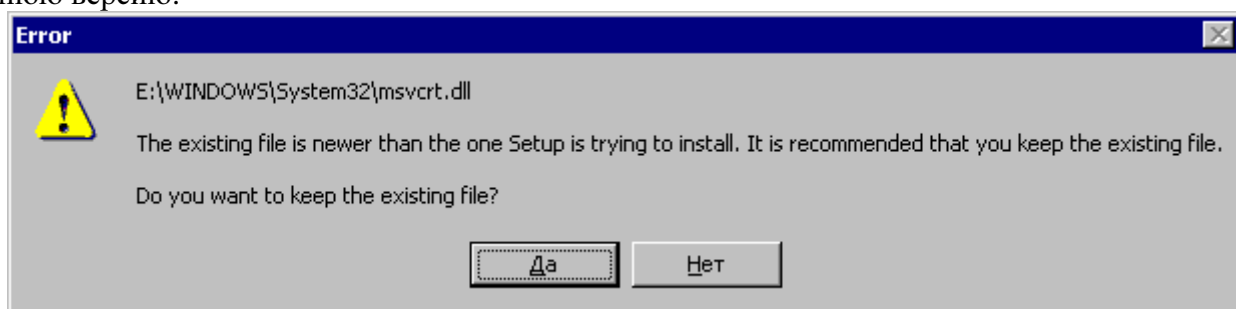 версию.
Error
E:\WINDOWS\System32\msvcrt.dll
The existing file is newer than the one Setup is trying to install. It is recommended that you keep the existing file.
Do you want to keep the existing file?
Да
Нет